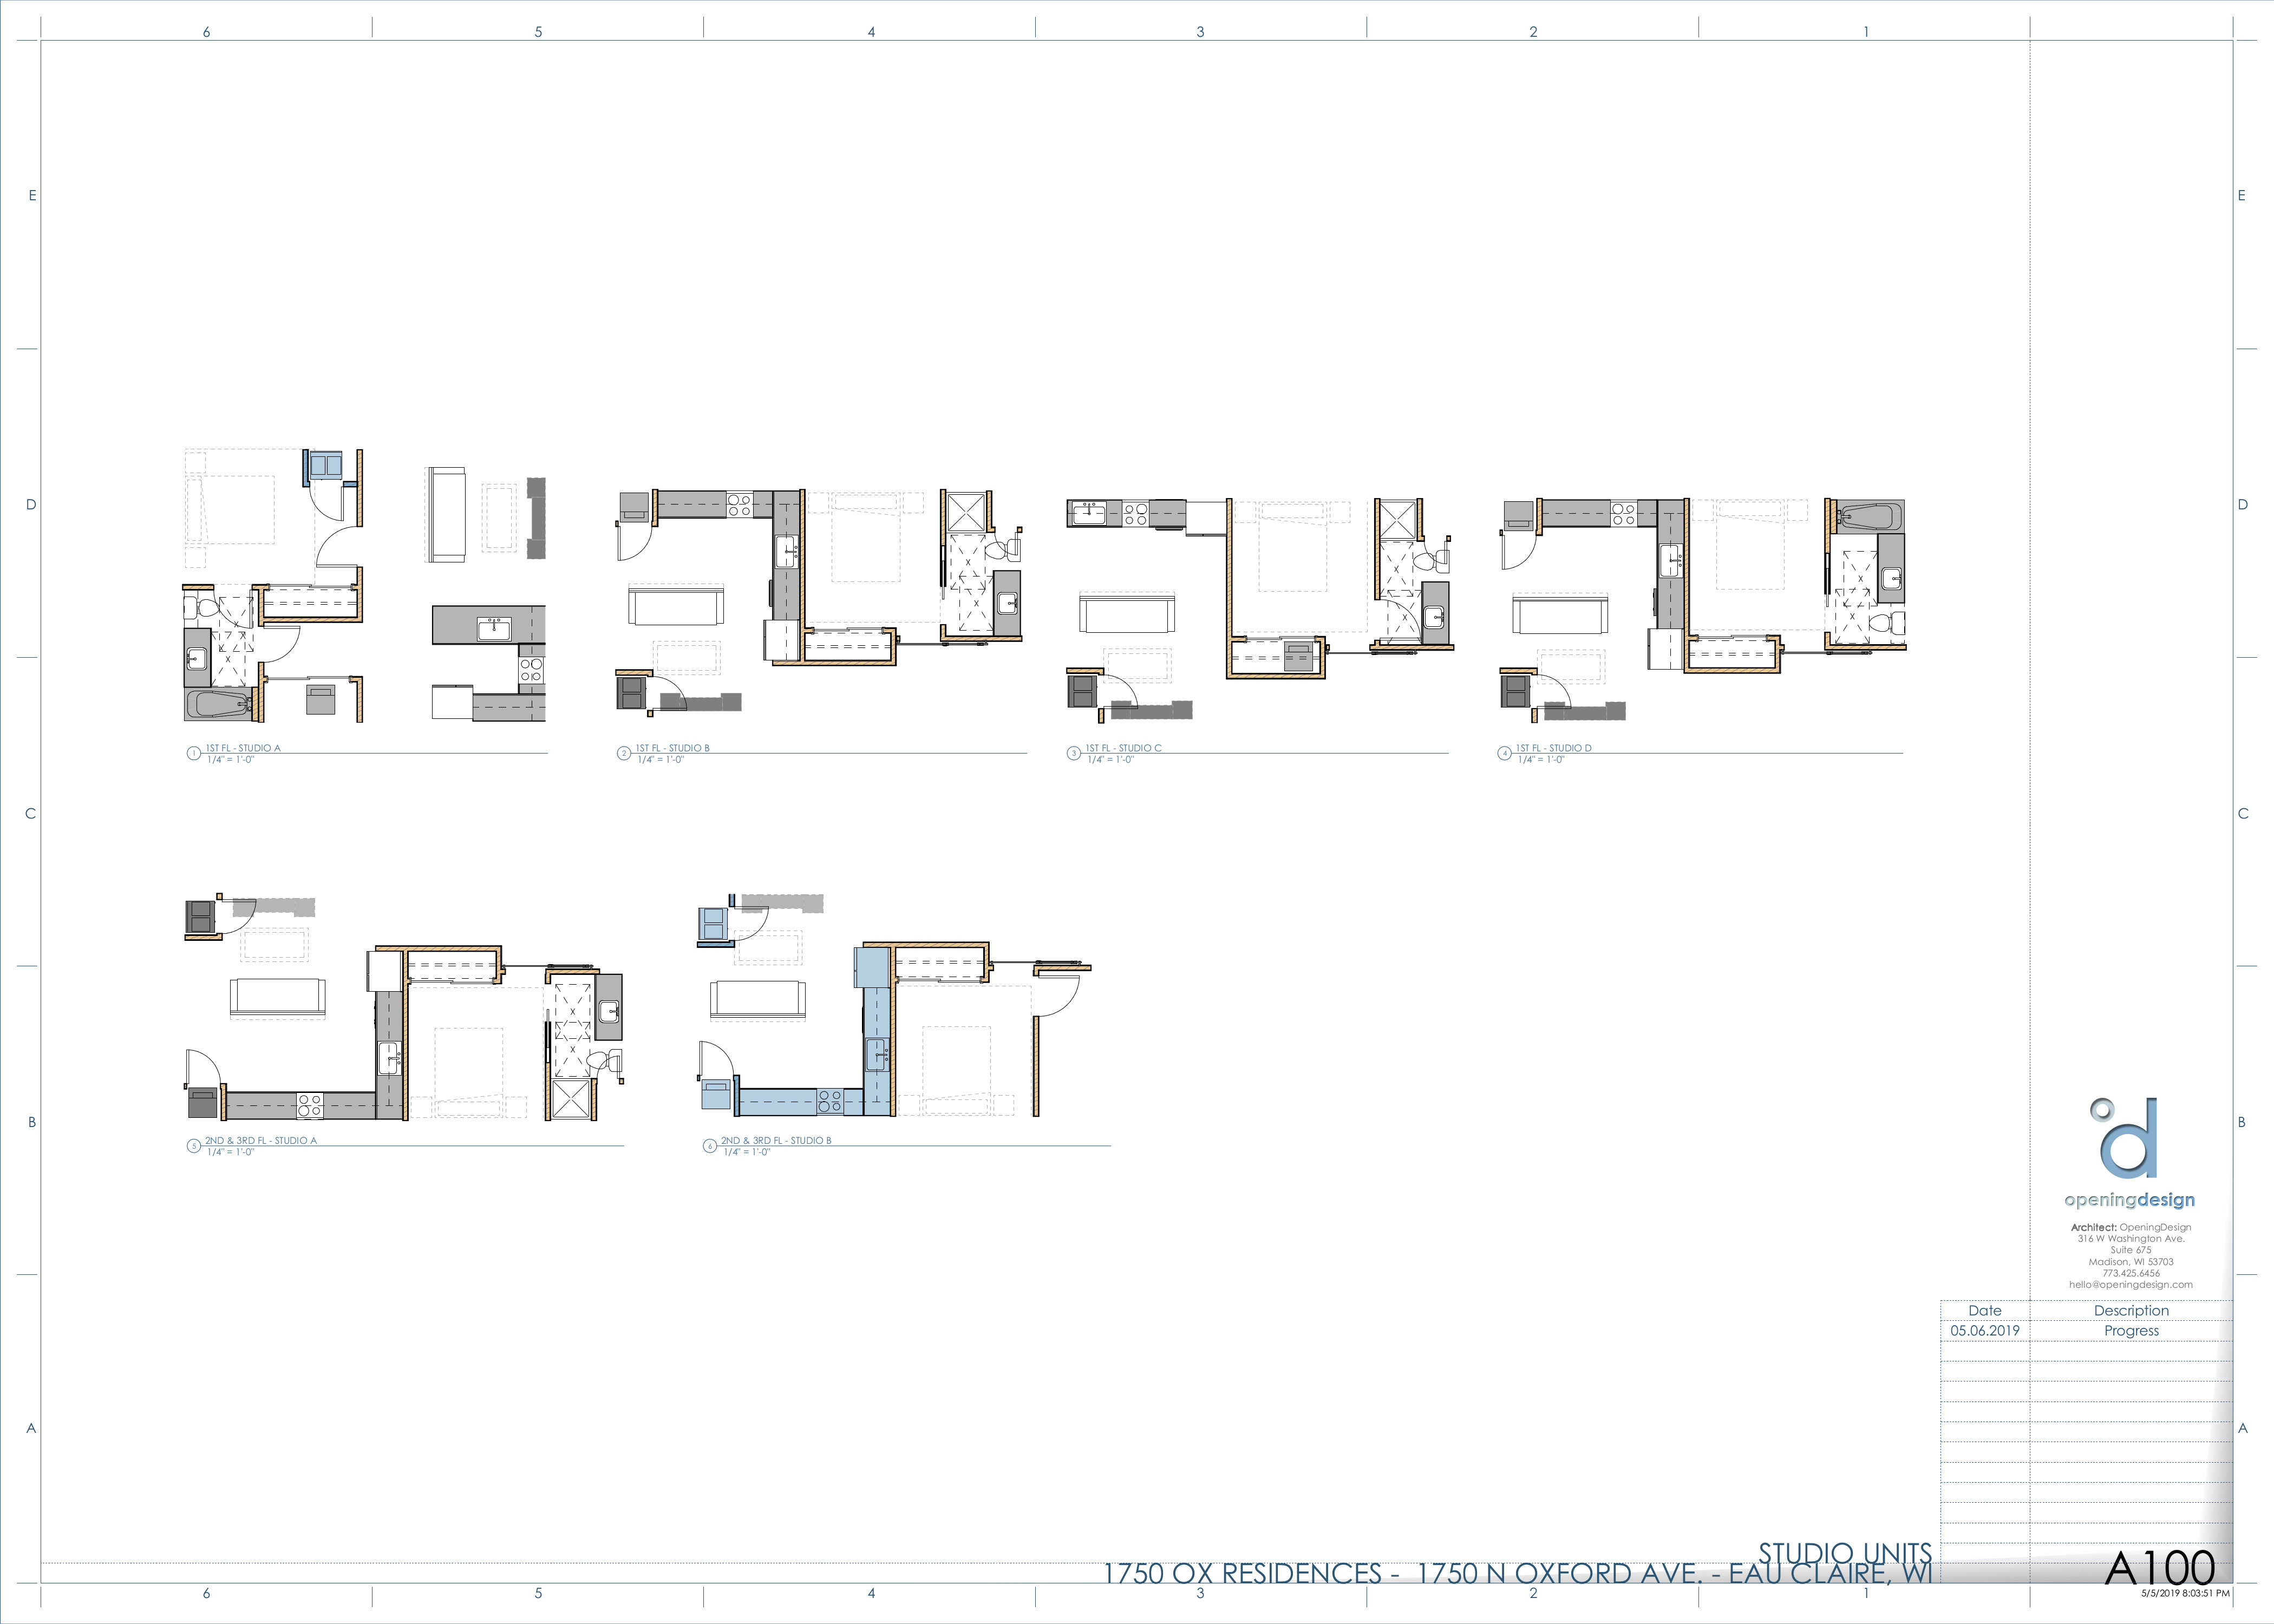 6 5 4 3 2 1
E E
D D
1 1ST FL - STUDIO A
1/4" = 1'-0"
2 1ST FL - STUDIO B
1/4" = 1'-0"
3 1ST FL - STUDIO C
1/4" = 1'-0"
4 1ST FL - STUDIO D
1/4" = 1'-0"
C C
5 2ND & 3RD FL - STUDIO A
1/4" = 1'-0"
6 2ND & 3RD FL - STUDIO B
1/4" = 1'-0"
B B
d
openingdesign
Architect: OpeningDesign
316 W Washington Ave.
Suite 675
Madison, WI 53703
773.425.6456
hello@openingdesign.com
Date Description
05.06.2019 Progress
A A
STUDIO UNITS
1750 OX RESIDENCES - 1750 N OXFORD AVE. - EAU CLAIRE, WI
A100
5/5/2019 8:03:51 PM
6 5 4 3 2 1